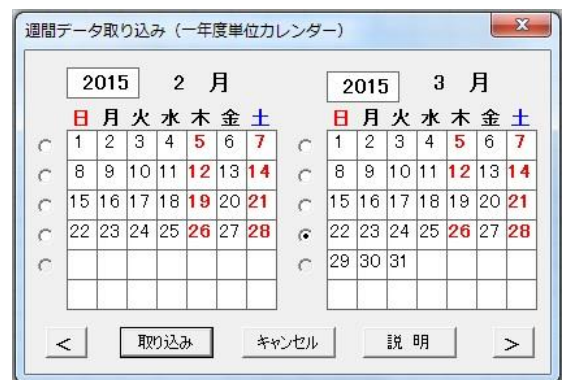 週間データ取り込み（一年度単位カレンダー）
2015 2 月
日 月 火 水 木 金 土
1 2 3 4 5 6 7
8 9 10 11 12 13 14
15 16 17 18 19 20 21
22 23 24 25 26 27 28
2015 3 月
日 月 火 水 木 金 土
1 2 3 4 5 6 7
8 9 10 11 12 13 14
15 16 17 18 19 20 21
22 23 24 25 26 27 28
29 30 31
< 取り込み キャンセル 説 明 >